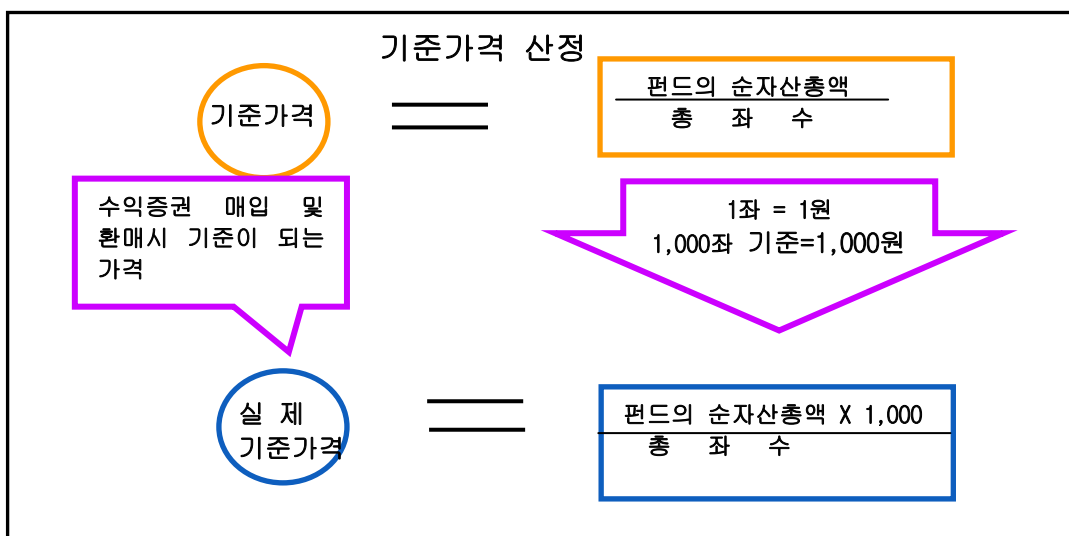 기준가격 산정
기준가격
펀드의 순자산총액
총 좌 수
수익증권 매입 및
환매시 기준이 되는
가격
1좌 = 1원
1,000좌 기준=1,000원
실 제
기준가격
펀드의 순자산총액 X 1,000
총 좌 수